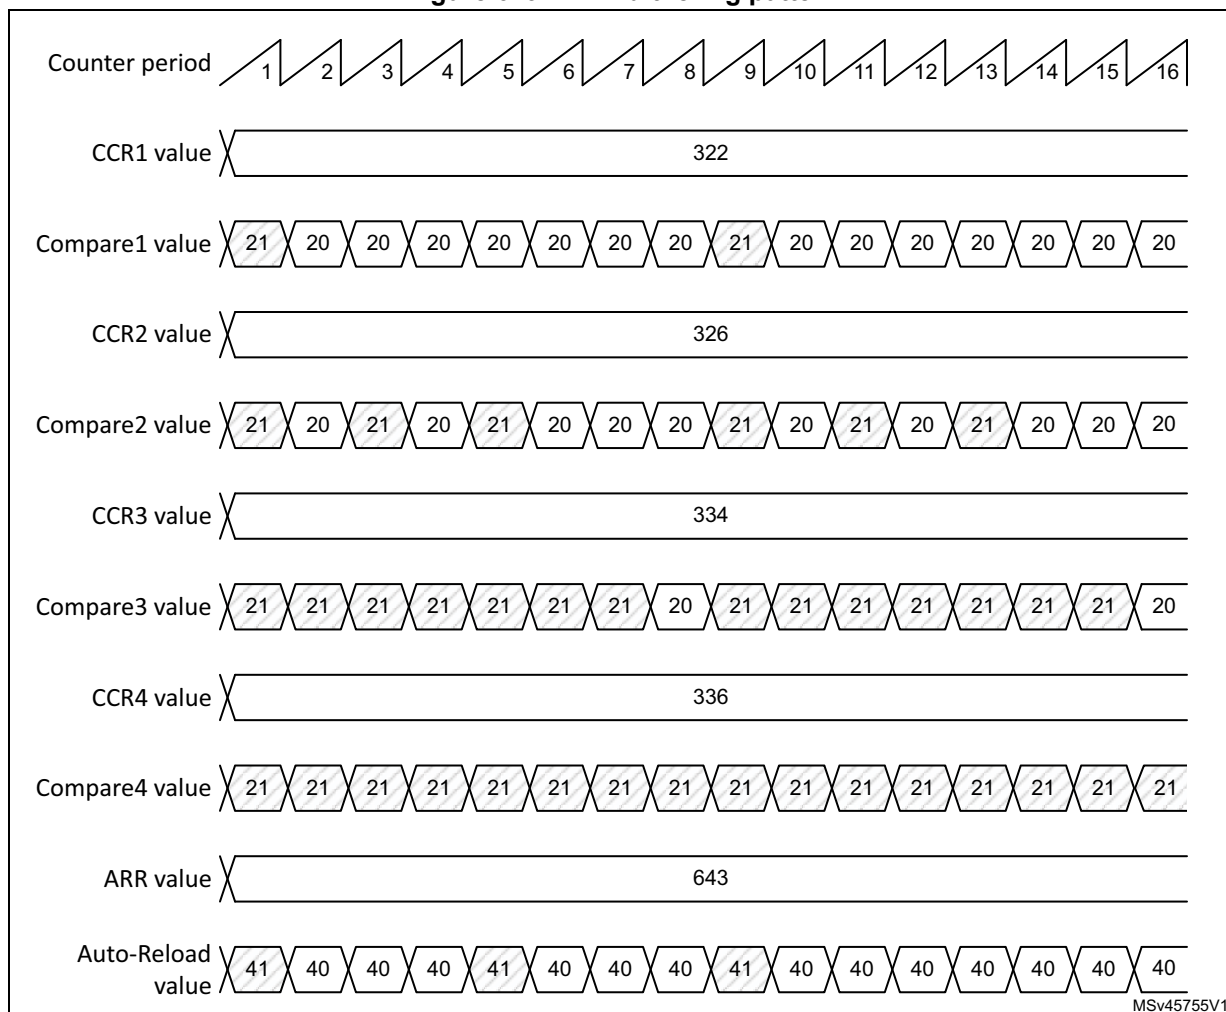 Counter period 1 2 3 4 5 6 7 8 9 10 11 12 13 14 15 16
CCR1 value 322
Compare1 value 21 20 20 20 20 20 20 20 21 20 20 20 20 20 20 20
CCR2 value 326
Compare2 value 21 20 21 20 21 20 20 20 21 20 21 20 21 20 20 20
CCR3 value 334
Compare3 value 21 21 21 21 21 21 21 20 21 21 21 21 21 21 21 20
CCR4 value 336
Compare4 value 21 21 21 21 21 21 21 21 21 21 21 21 21 21 21 21
ARR value 643
Auto-Reload
value 41 40 40 40 41 40 40 40 41 40 40 40 40 40 40 40
MSv45755V1